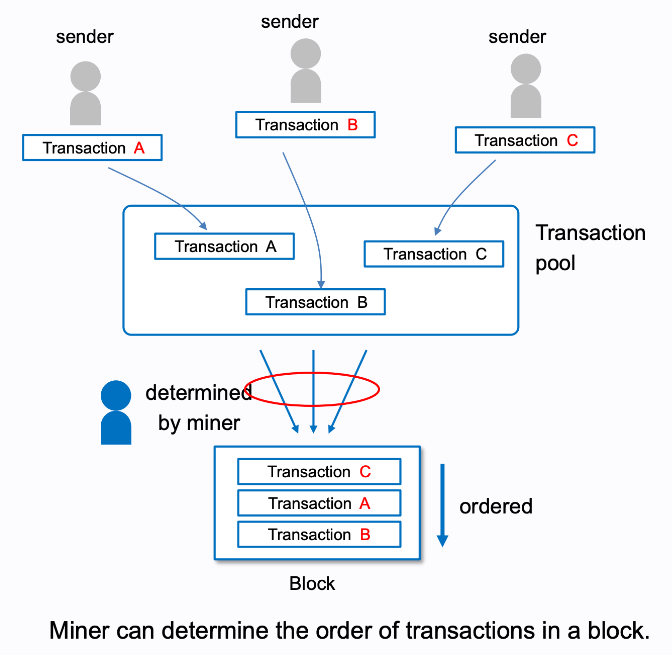 sender
sender
sender
Transaction A
Transaction B
Transaction C
Transaction A
Transaction C
Transaction B
Transaction
pool
determined
by miner
Transaction C
Transaction A
Transaction B
ordered
Block
Miner can determine the order of transactions in a block.